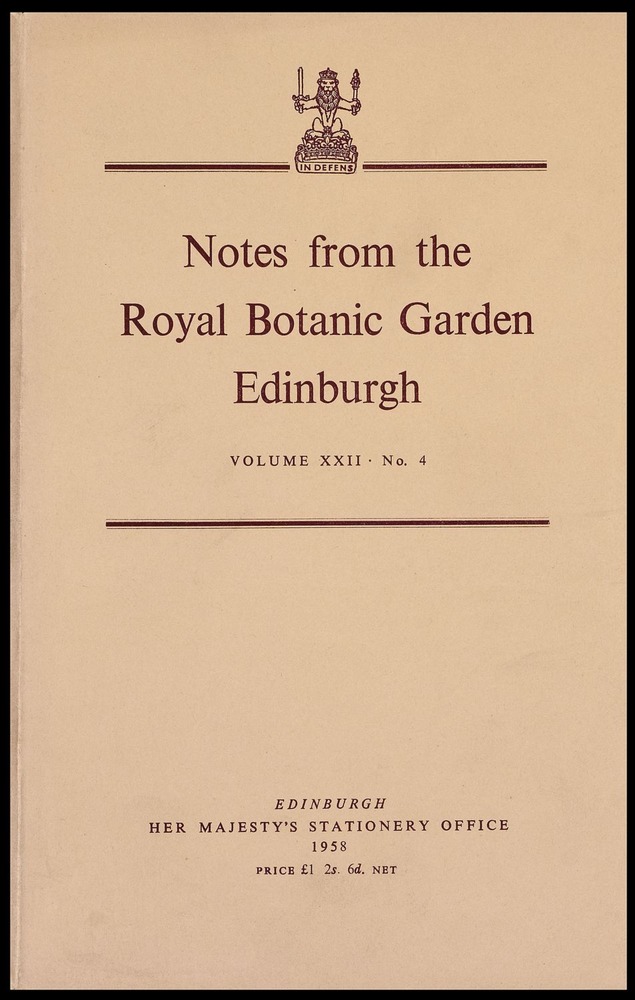 IN DEFENS
Notes from the
Royal Botanic Garden
Edinburgh
VOLUME XXII · No. 4
EDINBURGH
HER MAJESTY'S STATIONERY OFFICE
1958
PRICE £1 2s. 6d. NET